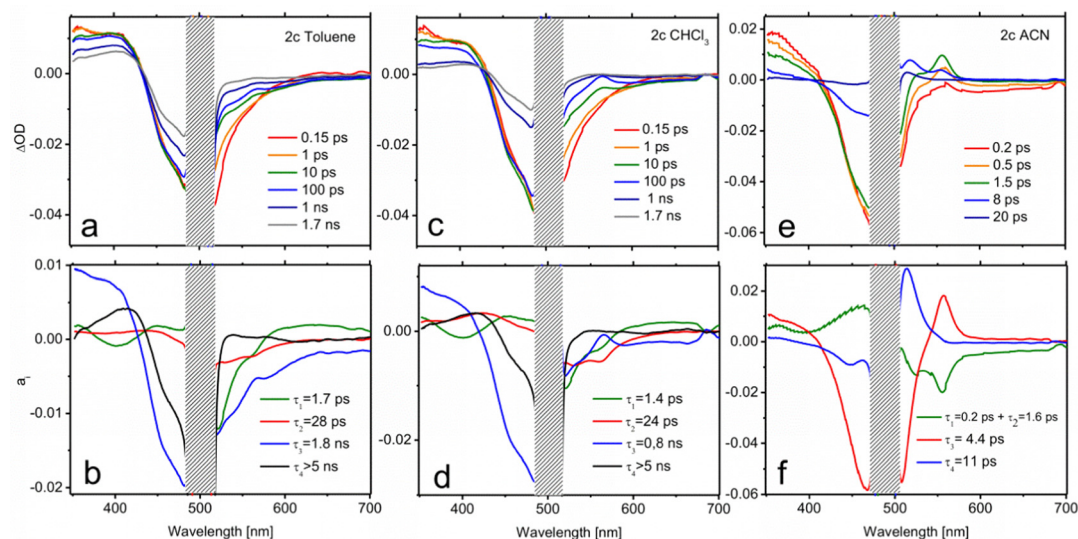 2c Toluene
0.00
-0.02
-0.04
ΔOD
0.15 ps
1 ps
10 ps
100 ps
1 ns
1.7 ns
a
2c CHCl3
0.00
-0.02
-0.04
0.15 ps
1 ps
10 ps
100 ps
1 ns
1.7 ns
c
2c ACN
0.02
0.00
-0.02
-0.04
-0.06
0.2 ps
0.5 ps
1.5 ps
8 ps
20 ps
e
0.01
0.00
-0.01
-0.02
ai
τ1=1.7 ps
τ2=28 ps
τ3=1.8 ns
τ4>5 ns
b
400 500 600 700
Wavelength [nm]
0.00
-0.02
τ1=1.4 ps
τ2=24 ps
τ3=0,8 ns
τ4>5 ns
d
400 500 600 700
Wavelength [nm]
0.02
0.00
-0.02
-0.04
-0.06
τ1=0.2 ps + τ2=1.6 ps
τ3= 4.4 ps
τ4=11 ps
f
400 500 600 700
Wavelength [nm]